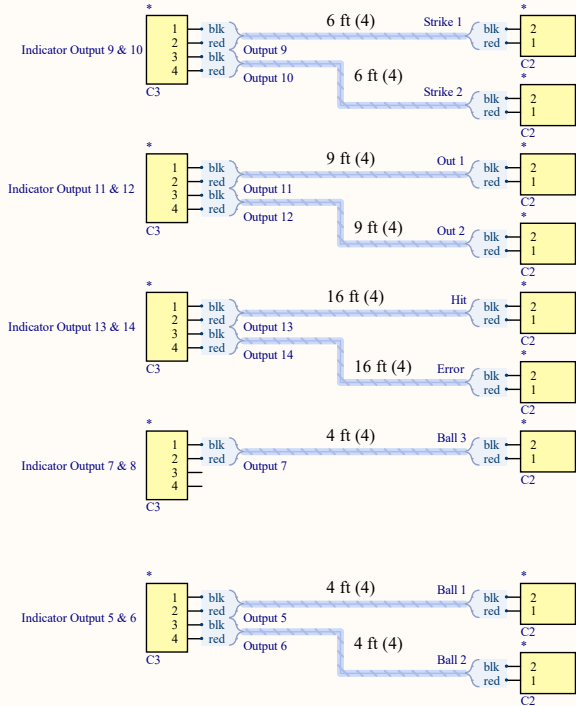 * 6 ft (4) Strike 1 *
Indicator Output 9 & 10 1 blk blk 2
2 red Output 9 red 1
3 blk C2
4 red Output 10 6 ft (4) Strike 2 *
C3 blk 2
red 1
C2
* 9 ft (4) Out 1 *
Indicator Output 11 & 12 1 blk blk 2
2 red Output 11 red 1
3 blk C2
4 red Output 12 9 ft (4) Out 2 *
C3 blk 2
red 1
C2
* 16 ft (4) Hit *
Indicator Output 13 & 14 1 blk blk 2
2 red Output 13 red 1
3 blk C2
4 red Output 14 16 ft (4) Error *
C3 blk 2
red 1
C2
* 4 ft (4) Ball 3 *
Indicator Output 7 & 8 1 blk blk 2
2 red Output 7 red 1
3 C2
4
C3
* 4 ft (4) Ball 1 *
Indicator Output 5 & 6 1 blk blk 2
2 red Output 5 red 1
3 blk C2
4 red Output 6 4 ft (4) Ball 2 *
C3 blk 2
red 1
C2